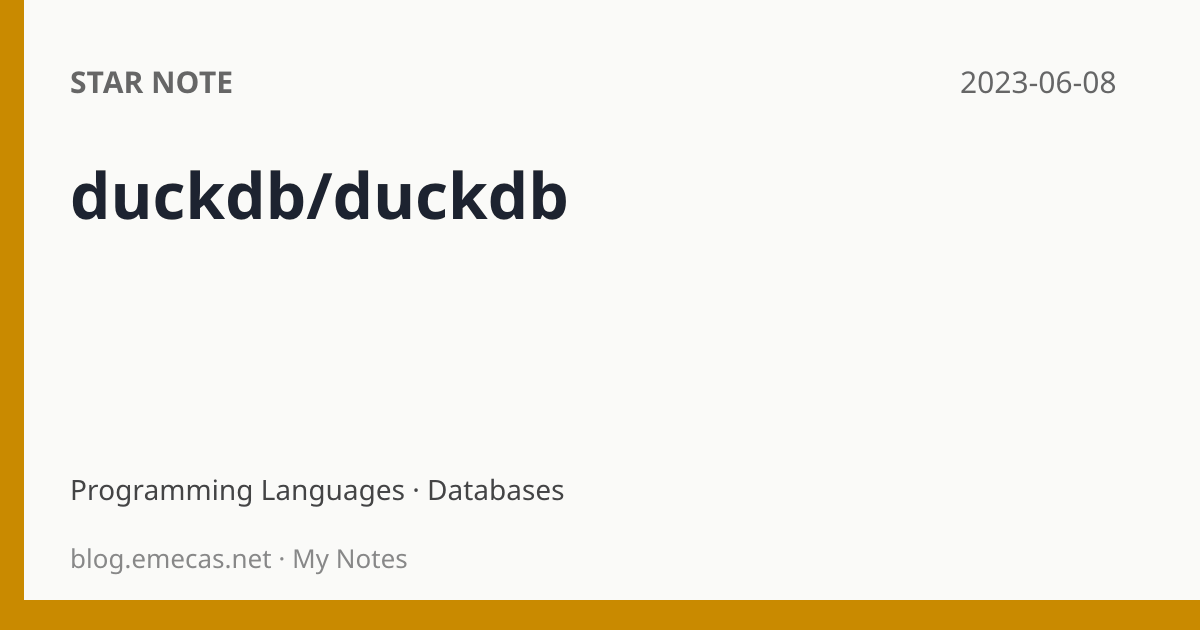 STAR NOTE 2023-06-08
duckdb/duckdb
Programming Languages · Databases
blog.emecas.net · My Notes